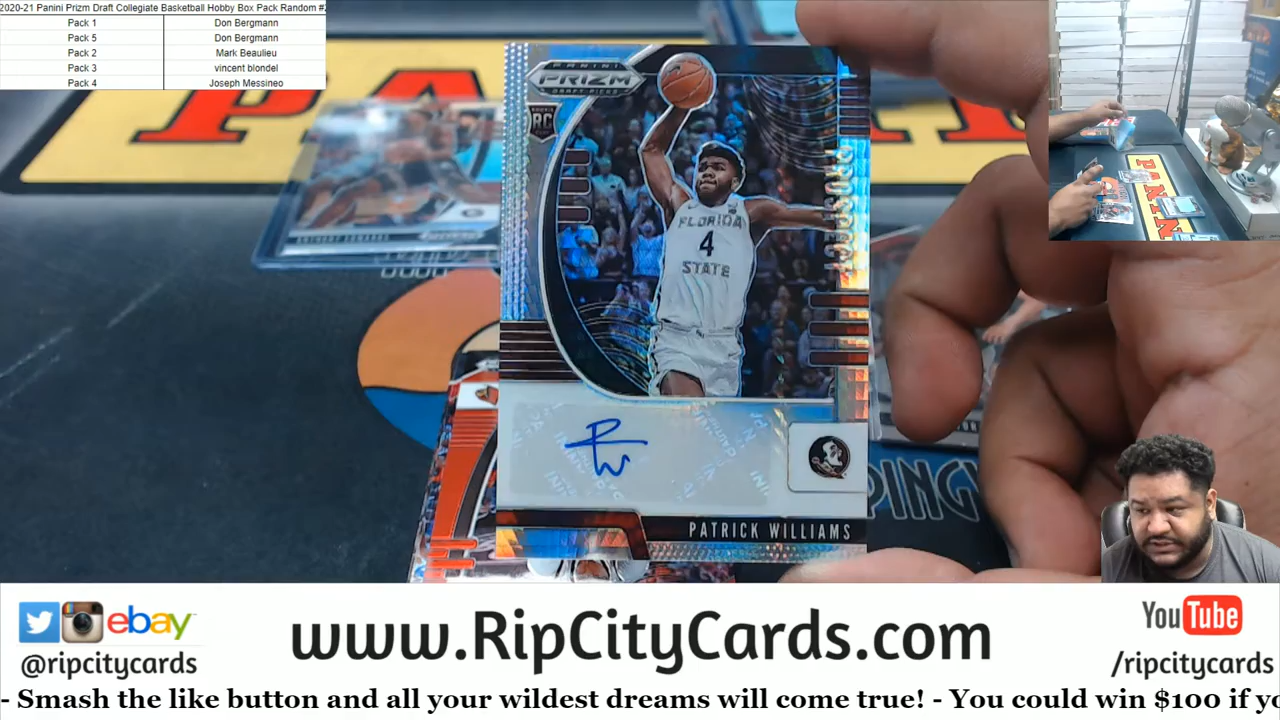 2020-21 Panini Prizm Draft Collegiate Basketball Hobby Box Pack Random #2
Pack 1 Don Bergmann
Pack 5 Don Bergmann
Pack 2 Mark Beaulieu
Pack 3 vincent blondel
Pack 4 Joseph Messineo
PANINI
PRIZM
DRAFT PICKS
RC
FLORIDA
4
STATE
PATRICK WILLIAMS
ANTHONY EDWARDS
ebay
@ripcitycards
www.RipCityCards.com
YouTube
/ripcitycards
- Smash the like button and all your wildest dreams will come true! - You could win $100 if yo